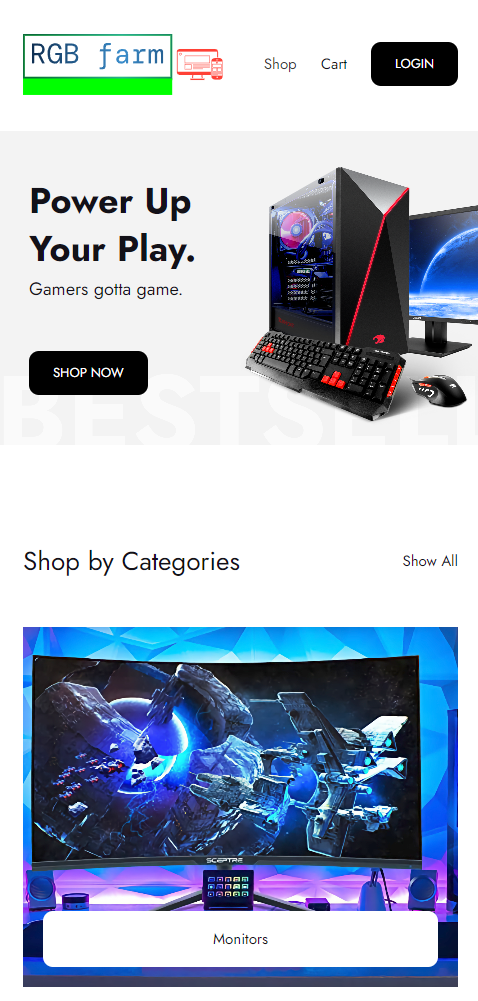 RGB farm
Shop
Cart
LOGIN
Power Up
Your Play.
Gamers gotta game.
SHOP NOW
BESTSELL
Shop by Categories
Show All
SCEPTRE
Monitors